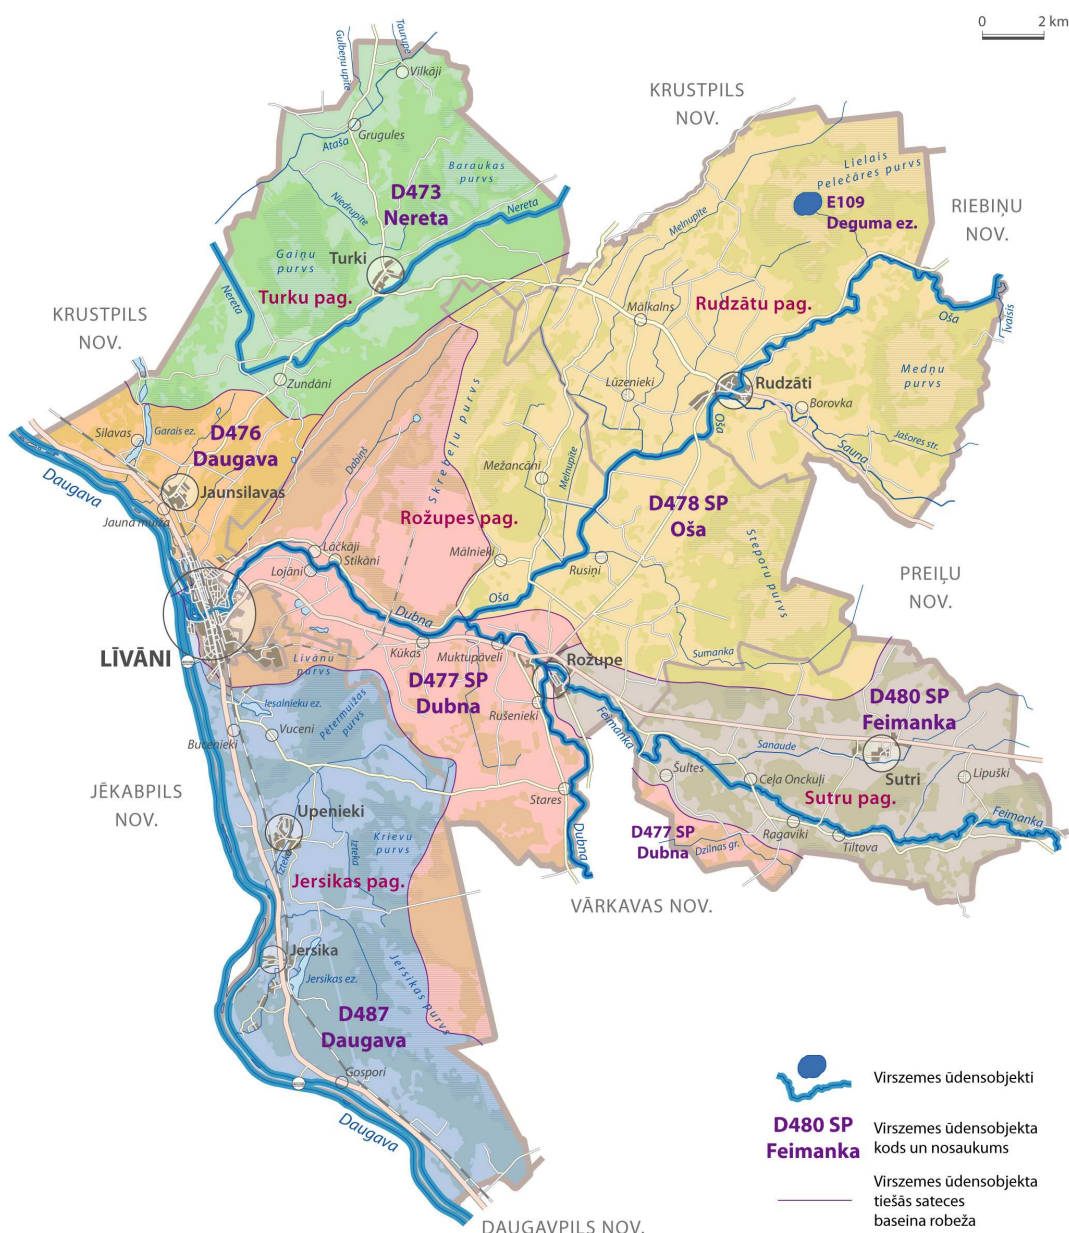 0 2 km
Gulbeņu upīte
Taurupe
Vilkāji
KRUSTPILS
NOV.
Grugules
Ataša
Baraukas
purvs
Lielais
Pelečāres purvs
D473
Nereta
Niedrupīte
Nereta
E109
Deguma ez.
RIEBIŅU
NOV.
Melnupīte
Gaiņu
purvs
Turki
Nereta
Turku pag.
Mālkalns
Rudzātu pag.
Oša
Īvaisis
KRUSTPILS
NOV.
Zundāni
Lūzenieki
Rudzāti
Medņu
purvs
Borovka
Silavas
Garais ez.
D476
Daugava
Skrebeļu purvs
Dabiņš
Oša
Jašores str.
Sauna
Mežancāni
Melnupīte
Daugava
Jaunsilavas
Jaunā muiža
Rožupes pag.
D478 SP
Oša
Steporu purvs
Lāčkāji
Stikāni
Lojāni
Mālnieki
Rusiņi
PREIĻU
NOV.
Oša
Dubna
LĪVĀNI
Līvānu
purvs
Kūkas
Muktupāveli
Rožupe
Sumanka
D477 SP
Dubna
D480 SP
Feimanka
Iesalnieku ez.
Pētermuižas
purvs
Rušenieki
Feimanka
Vuceni
Bucenieki
Sanaude
Sutri
Šultes
Ceļa Onckuļi
Lipuški
JĒKABPILS
NOV.
Stares
Sutru pag.
Upenieki
Feimanka
Krievu
purvs
Izteka
Izteka
Dubna
D477 SP
Dubna
Dzilnas gr.
Ragaviki
Tiltova
Jersikas pag.
VĀRKAVAS NOV.
Jersika
Jersikas ez.
Jersikas purvs
D487
Daugava
Gospori
Daugava
DAUGAVPILS NOV.
Virszemes ūdensobjekti
D480 SP
Feimanka
Virszemes ūdensobjekta
kods un nosaukums
Virszemes ūdensobjekta
tiešās sateces
baseina robeža